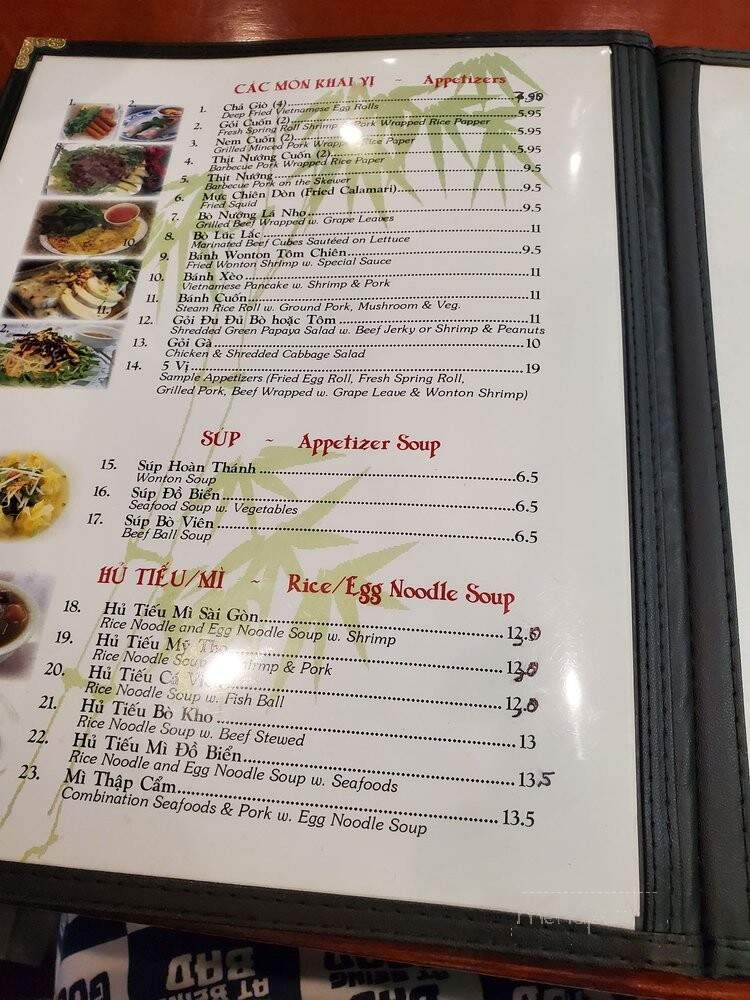 CÁC MÓN KHAI VỊ ~ Appetizers
1. Chả Giò (4)
Deep Fried Vietnamese Egg Rolls
2. Gỏi Cuốn (2) 5.95
Fresh Spring Roll Shrimp & Pork Wrapped Rice Papper
3. Nem Cuốn (2) 5.95
Grilled Minced Pork Wrapped Rice Paper
4. Thịt Nướng Cuốn (2) 5.95
Barbecue Pork Wrapped Rice Paper
5. Thịt Nướng 9.5
Barbecue Pork on the Skewer
6. Mực Chiên Dòn (Fried Calamari) 9.5
Fried Squid
7. Bò Nướng Lá Nho 9.5
Grilled Beef Wrapped w. Grape Leaves
8. Bò Lúc Lắc 11
Marinated Beef Cubes Sautéed on Lettuce
9. Bánh Wonton Tôm Chiên 9.5
Fried Wonton Shrimp w. Special Sauce
10. Bánh Xèo 11
Vietnamese Pancake w. Shrimp & Pork
11. Bánh Cuốn 11
Steam Rice Roll w. Ground Pork, Mushroom & Veg.
12. Gỏi Đu Đủ Bò hoặc Tôm 11
Shredded Green Papaya Salad w. Beef Jerky or Shrimp & Peanuts
13. Gỏi Gà 10
Chicken & Shredded Cabbage Salad
14. 5 Vị 19
Sample Appetizers (Fried Egg Roll, Fresh Spring Roll,
Grilled Pork, Beef Wrapped w. Grape Leave & Wonton Shrimp)
SÚP ~ Appetizer Soup
15. Súp Hoàn Thánh 6.5
Wonton Soup
16. Súp Đồ Biển 6.5
Seafood Soup w. Vegetables
17. Súp Bò Viên 6.5
Beef Ball Soup
HỦ TIẾU/MÌ ~ Rice/Egg Noodle Soup
18. Hủ Tiếu Mì Sài Gòn
Rice Noodle and Egg Noodle Soup w. Shrimp
19. Hủ Tiếu Mỹ Tho
Rice Noodle Soup Shrimp & Pork
20. Hủ Tiếu Cá
Rice Noodle Soup w. Fish Ball
21. Hủ Tiếu Bò Kho 13
Rice Noodle Soup w. Beef Stewed
22. Hủ Tiếu Mì Đồ Biển 13.5
Rice Noodle and Egg Noodle Soup w. Seafoods
23. Mì Thập Cẩm 13.5
Combination Seafoods & Pork w. Egg Noodle Soup
1.
2.
10.
11.
AT BEING
BAD